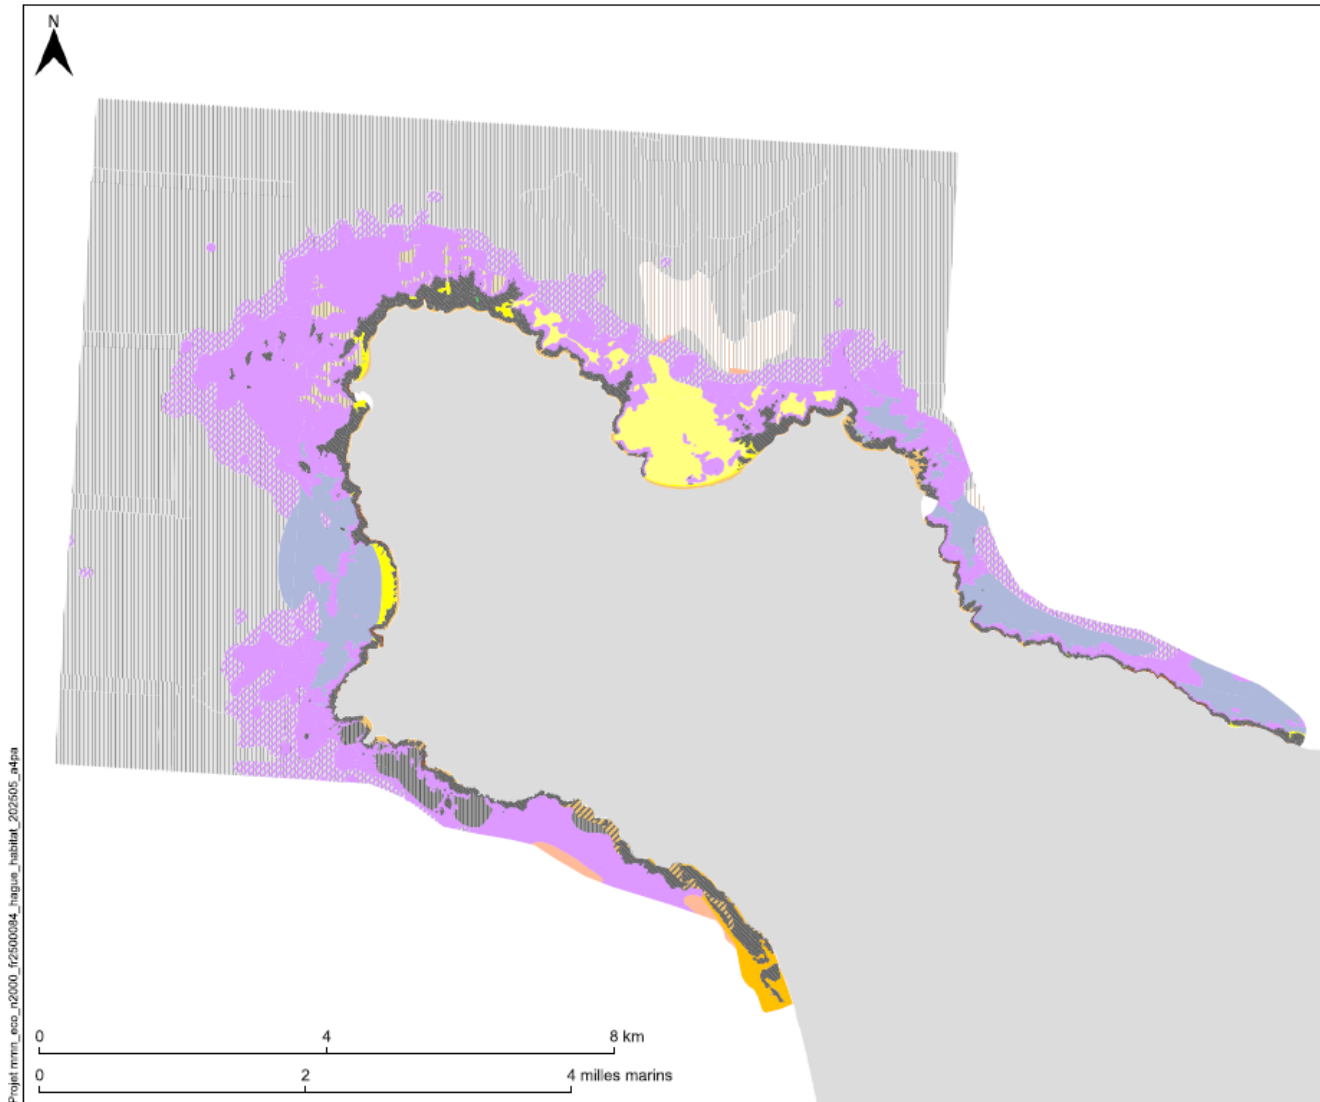 N
0 4 8 km
0 2 4 milles marins
Projet mmn_eco_n2000_fr2500084_hague_habitat_202505_a4pa